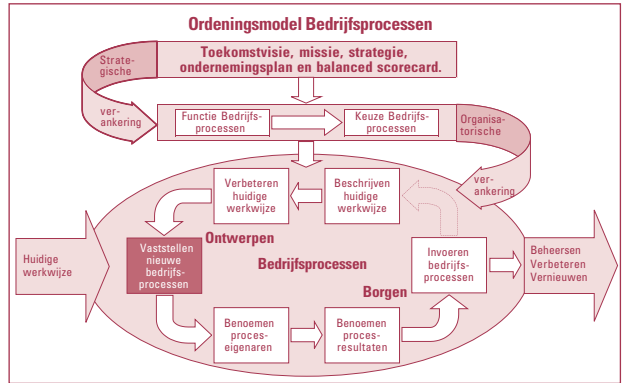 Ordeningsmodel Bedrijfsprocessen
Toekomstvisie, missie, strategie,
ondernemingsplan en balanced scorecard.
Strate-
gische
ver-
ankering
Functie Bedrijfs-
processen
Keuze Bedrijfs-
processen
Organisa-
torische
ver-
ankering
Verbeteren
huidige
werkwijze
Beschrijven
huidige
werkwijze
Ontwerpen
Huidige
werkwijze
Vaststellen
nieuwe
bedrijfs-
processen
Bedrijfsprocessen
Invoeren
bedrijfs-
processen
Beheersen
Verbeteren
Vernieuwen
Borgen
Benoemen
proces-
eigenaren
Benoemen
proces-
resultaten